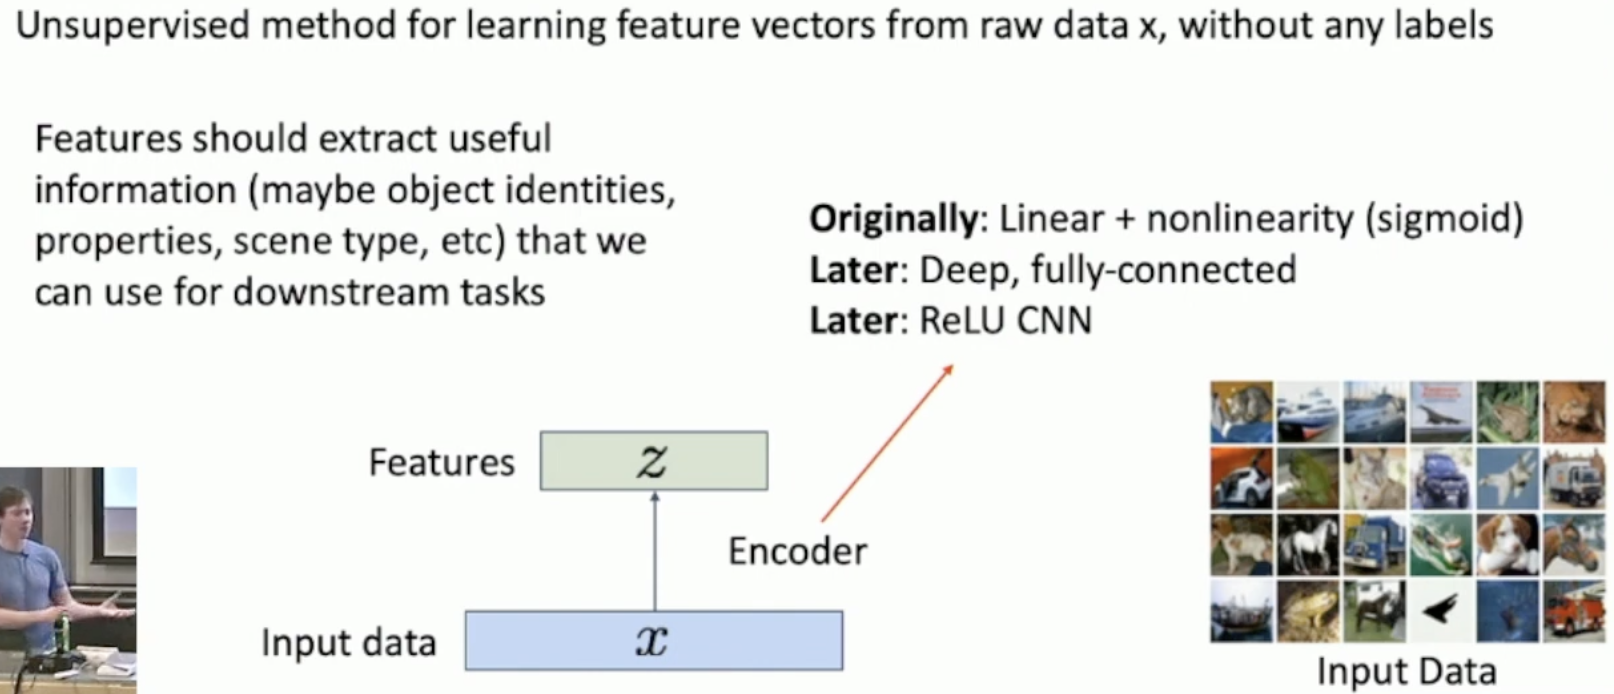 Unsupervised method for learning feature vectors from raw data x, without any labels
Features should extract useful
information (maybe object identities,
properties, scene type, etc) that we
can use for downstream tasks
Originally: Linear + nonlinearity (sigmoid)
Later: Deep, fully-connected
Later: ReLU CNN
Features
z
Encoder
Input data
x
Input Data